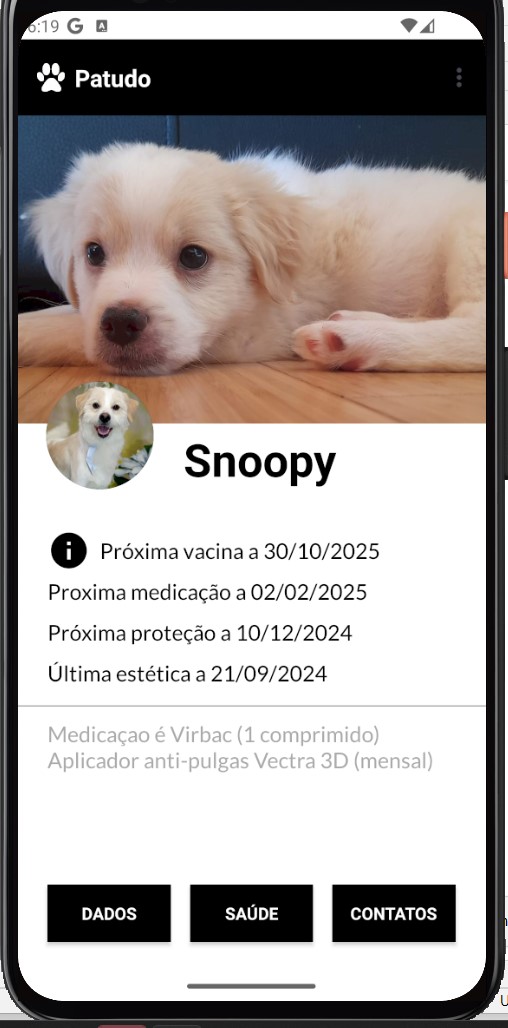 6:19
Patudo
Snoopy
Próxima vacina a 30/10/2025
Proxima medicação a 02/02/2025
Próxima proteção a 10/12/2024
Última estética a 21/09/2024
Medicaçao é Virbac (1 comprimido)
Aplicador anti-pulgas Vectra 3D (mensal)
DADOS
SAÚDE
CONTATOS